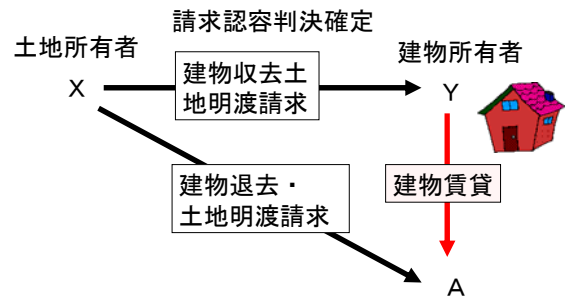 請求認容判決確定
土地所有者
建物所有者
X
建物収去土
地明渡請求
Y
建物退去・
土地明渡請求
建物賃貸
A